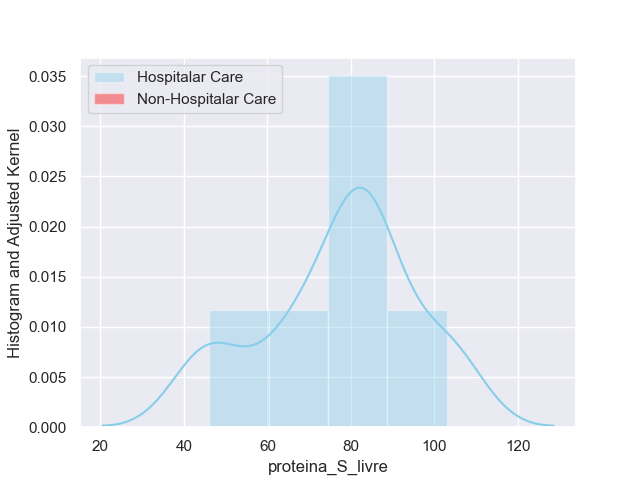 Hospitalar Care
Non-Hospitalar Care
Histogram and Adjusted Kernel
0.035
0.030
0.025
0.020
0.015
0.010
0.005
0.000
20 40 60 80 100 120
proteina_S_livre